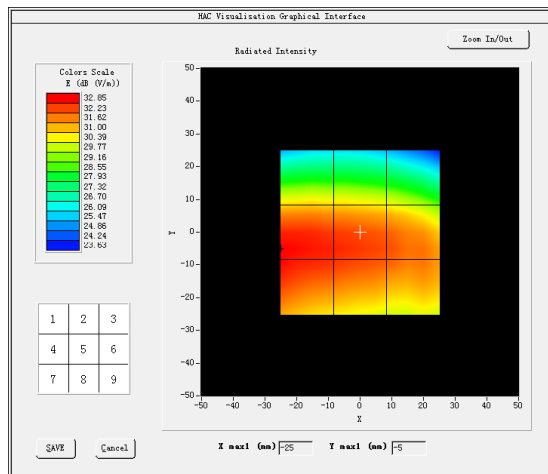 HAC Visualisation Graphical Interface
Zoom In/Out
Radiated Intensity
Colors Scale
E (dB (V/m))
32.85
32.23
31.62
31.00
30.39
29.77
29.16
28.55
27.93
27.32
26.70
26.09
25.47
24.86
24.24
23.63
50
40
30
20
10
0
-10
-20
-30
-40
-50
Y
-50 -40 -30 -20 -10 0 10 20 30 40 50
X
1 2 3
4 5 6
7 8 9
SAVE Cancel
X max1 (mm) -25 Y max1 (mm) -5